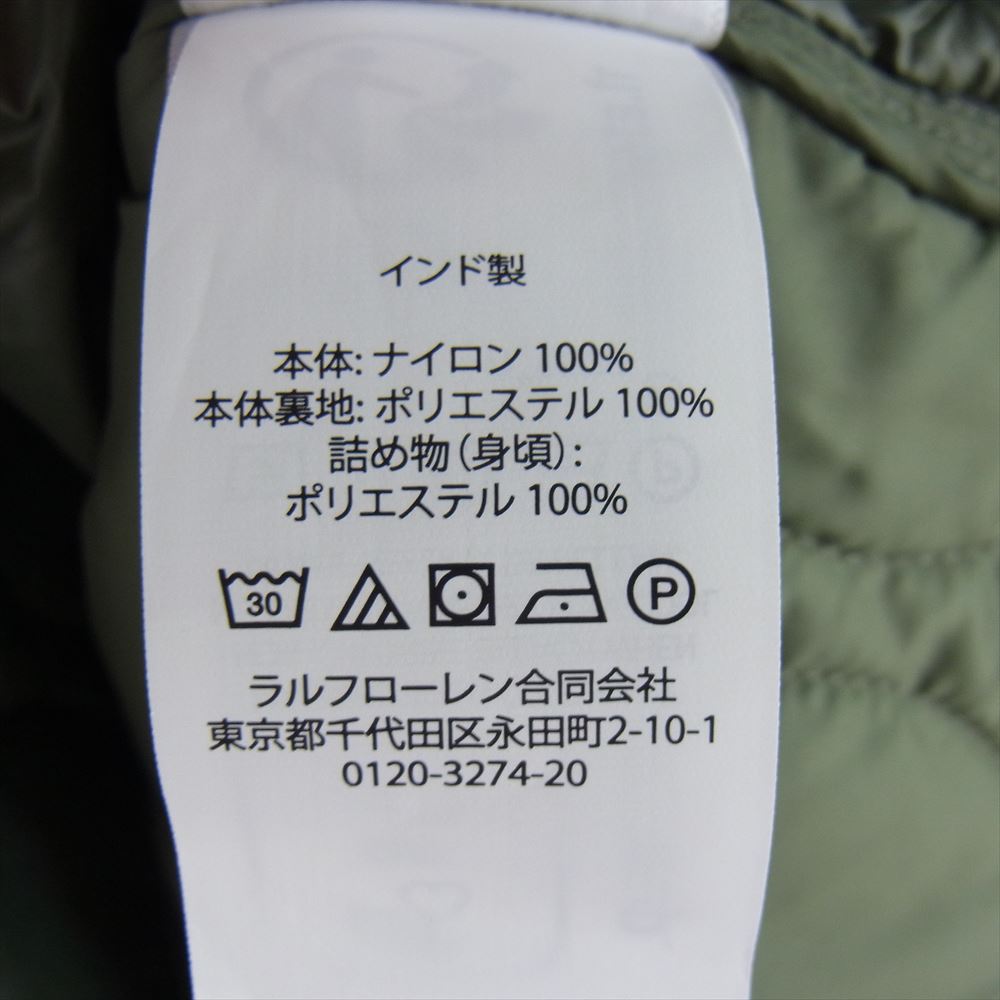 インド製
本体: ナイロン 100%
本体裏地: ポリエステル 100%
詰め物 (身頃) :
ポリエステル 100%
30 P
ラルフローレン合同会社
東京都千代田区永田町2-10-1
0120-3274-20